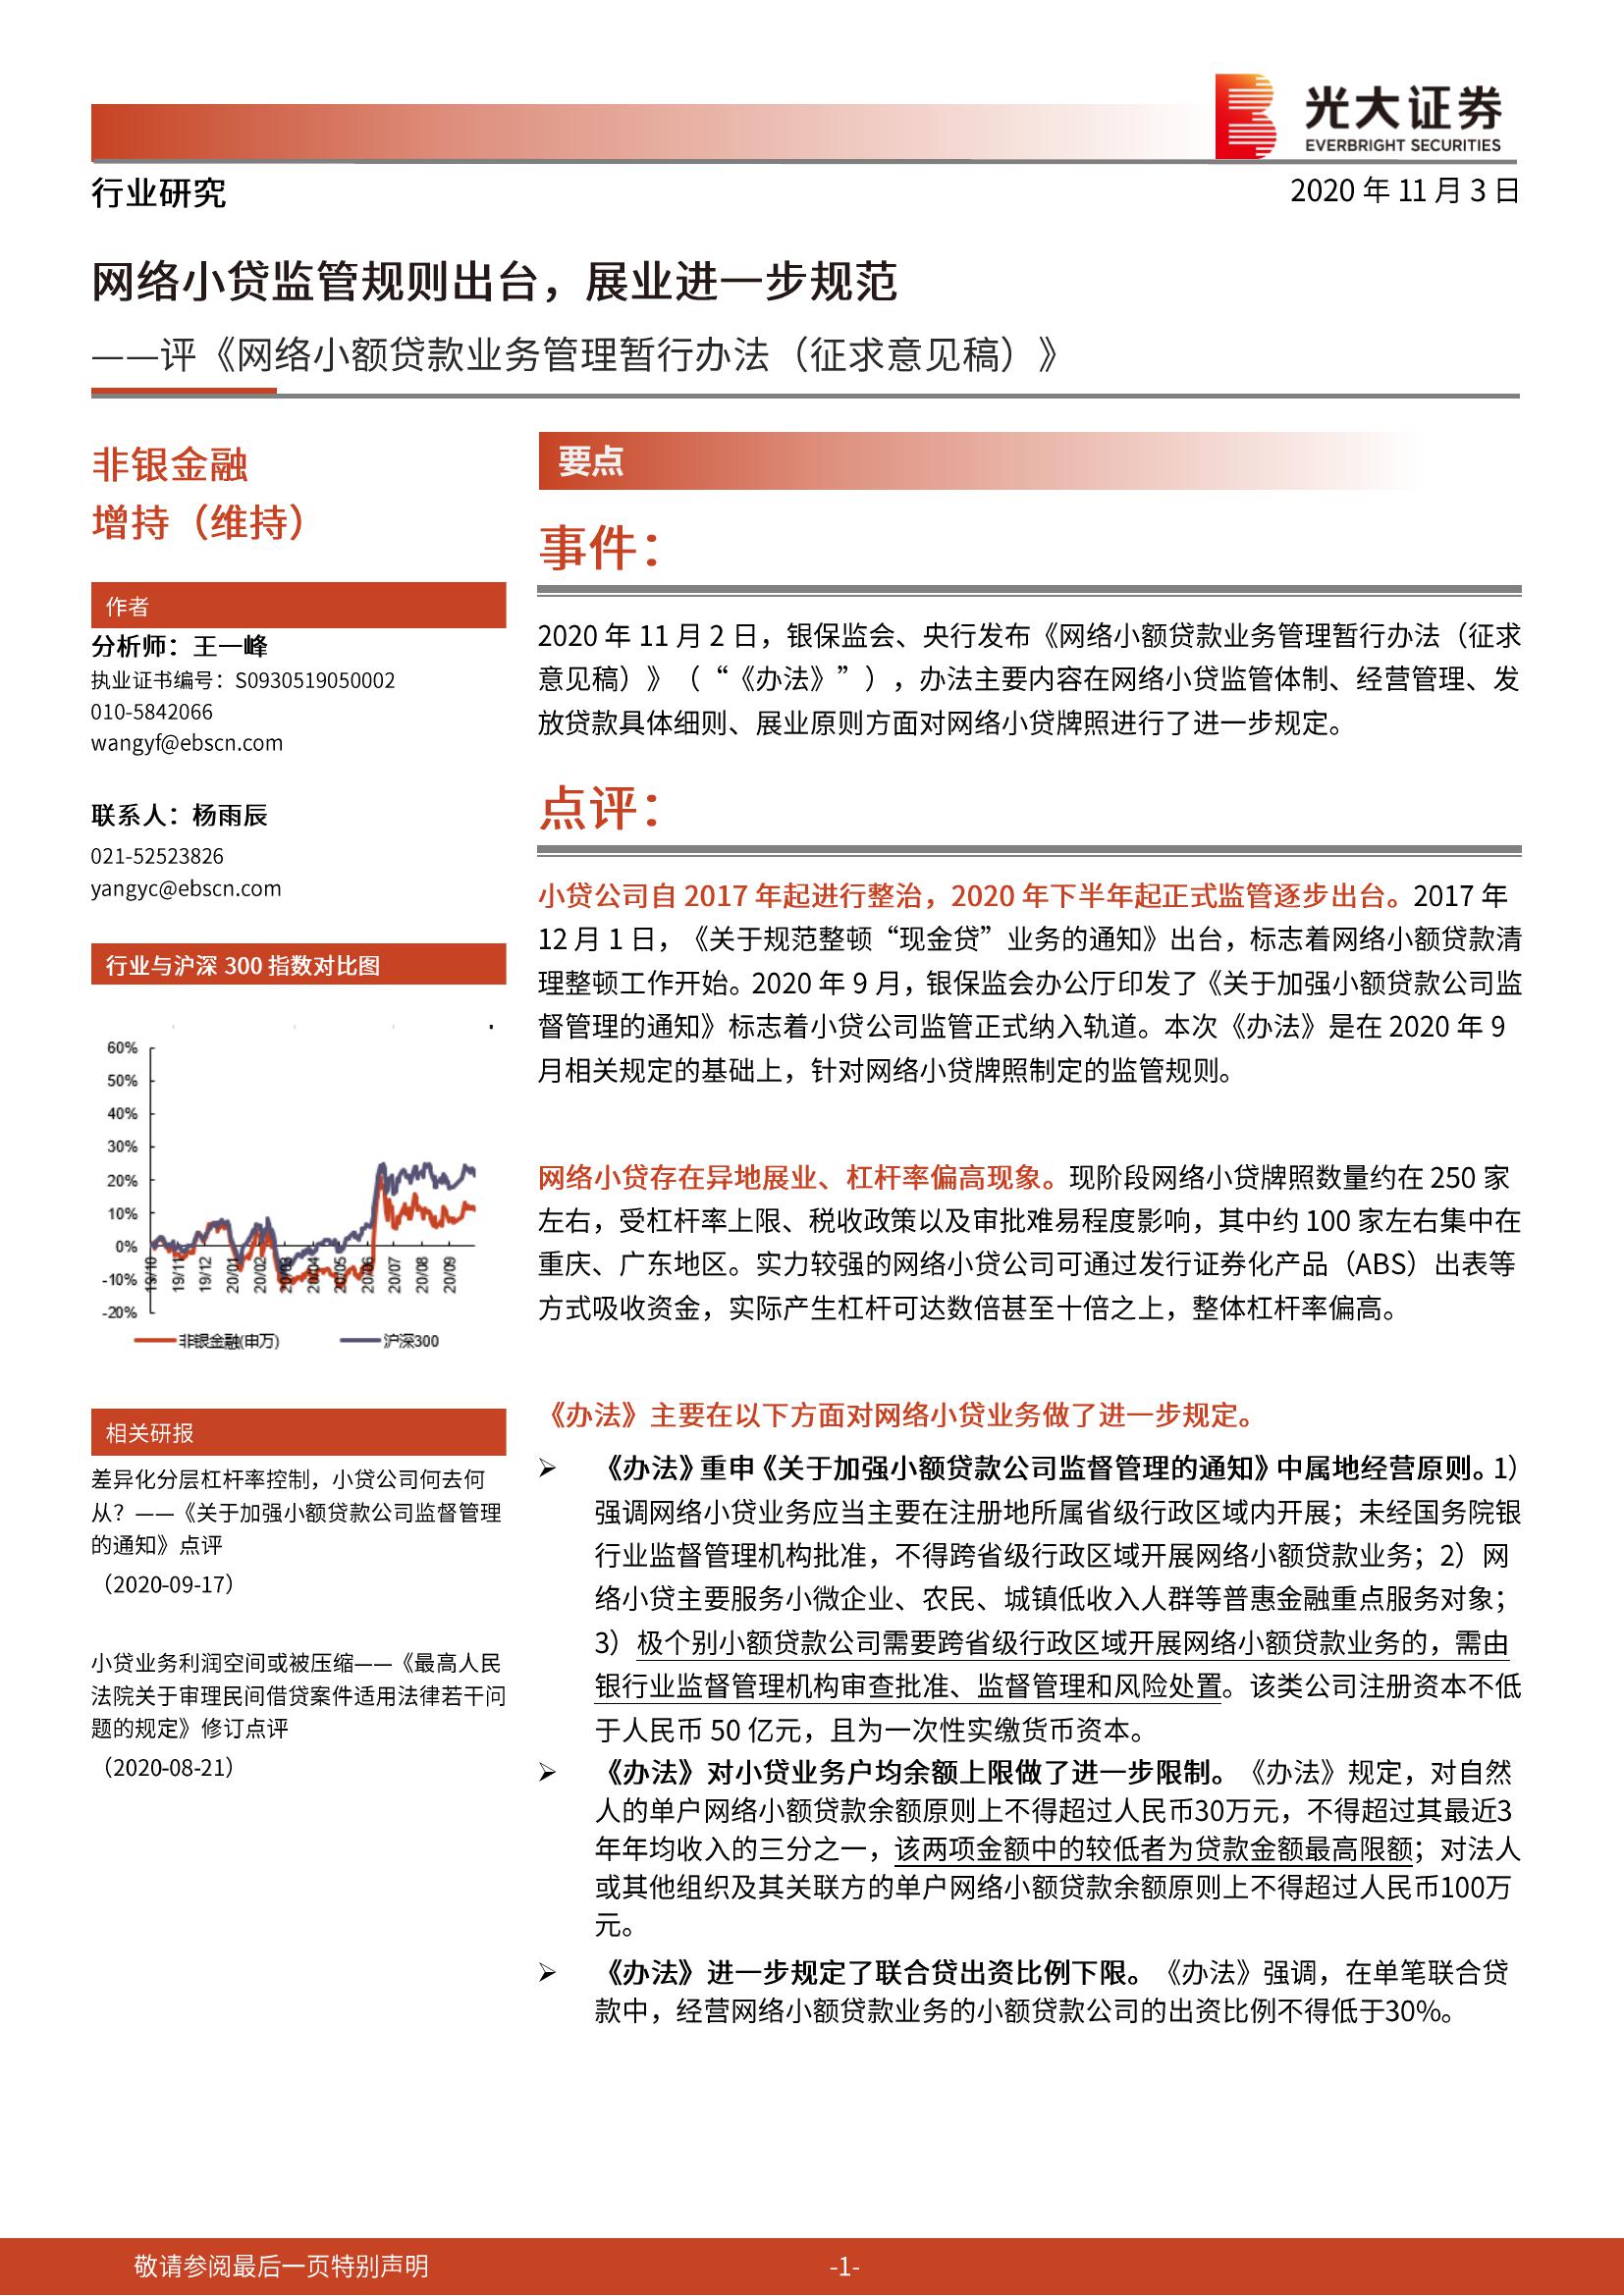 光大证券
EVERBRIGHT SECURITIES
行业研究
2020 年 11 月 3 日
网络小贷监管规则出台，展业进一步规范
——评《网络小额贷款业务管理暂行办法（征求意见稿）》
非银金融
增持（维持）
作者
分析师：王一峰
执业证书编号：S0930519050002
010-5842066
wangyf@ebscn.com
联系人：杨雨辰
021-52523826
yangyc@ebscn.com
行业与沪深 300 指数对比图
60%
50%
40%
30%
20%
10%
0%
-10%
-20%
19/10
19/11
19/12
20/01
20/02
20/03
20/04
20/05
20/06
20/07
20/08
20/09
非银金融(申万)
沪深300
相关研报
差异化分层杠杆率控制，小贷公司何去何
从？——《关于加强小额贷款公司监督管理
的通知》点评
（2020-09-17）
小贷业务利润空间或被压缩——《最高人民
法院关于审理民间借贷案件适用法律若干问
题的规定》修订点评
（2020-08-21）
要点
事件：
2020 年 11 月 2 日，银保监会、央行发布《网络小额贷款业务管理暂行办法（征求
意见稿）》（ “《办法》” ），办法主要内容在网络小贷监管体制、经营管理、发
放贷款具体细则、展业原则方面对网络小贷牌照进行了进一步规定。
点评：
小贷公司自 2017 年起进行整治，2020 年下半年起正式监管逐步出台。2017 年
12 月 1 日，《关于规范整顿“现金贷”业务的通知》出台，标志着网络小额贷款清
理整顿工作开始。2020 年 9 月，银保监会办公厅印发了《关于加强小额贷款公司监
督管理的通知》标志着小贷公司监管正式纳入轨道。本次《办法》是在 2020 年 9
月相关规定的基础上，针对网络小贷牌照制定的监管规则。
网络小贷存在异地展业、杠杆率偏高现象。现阶段网络小贷牌照数量约在 250 家
左右，受杠杆率上限、税收政策以及审批难易程度影响，其中约 100 家左右集中在
重庆、广东地区。实力较强的网络小贷公司可通过发行证券化产品（ABS）出表等
方式吸收资金，实际产生杠杆可达数倍甚至十倍之上，整体杠杆率偏高。
《办法》主要在以下方面对网络小贷业务做了进一步规定。
➢ 《办法》重申《关于加强小额贷款公司监督管理的通知》中属地经营原则。1）
强调网络小贷业务应当主要在注册地所属省级行政区域内开展；未经国务院银
行业监督管理机构批准，不得跨省级行政区域开展网络小额贷款业务；2）网
络小贷主要服务小微企业、农民、城镇低收入人群等普惠金融重点服务对象；
3）极个别小额贷款公司需要跨省级行政区域开展网络小额贷款业务的，需由
银行业监督管理机构审查批准、监督管理和风险处置。该类公司注册资本不低
于人民币 50 亿元，且为一次性实缴货币资本。
➢ 《办法》对小贷业务户均余额上限做了进一步限制。《办法》规定，对自然
人的单户网络小额贷款余额原则上不得超过人民币30万元，不得超过其最近3
年年均收入的三分之一，该两项金额中的较低者为贷款金额最高限额；对法人
或其他组织及其关联方的单户网络小额贷款余额原则上不得超过人民币100万
元。
➢ 《办法》进一步规定了联合贷出资比例下限。《办法》强调，在单笔联合贷
款中，经营网络小额贷款业务的小额贷款公司的出资比例不得低于30%。
敬请参阅最后一页特别声明
-1-